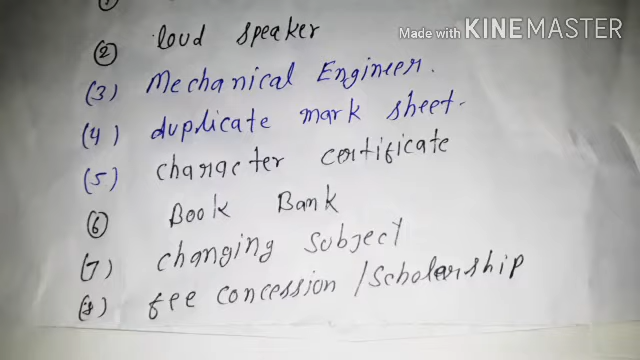 Made with KINEMASTER
② loud speaker
(3) Mechanical Engineer.
(4) duplicate mark sheet.
(5) character certificate
⑥ Book Bank
(7) changing subject
(8) fee concession / Scholarship